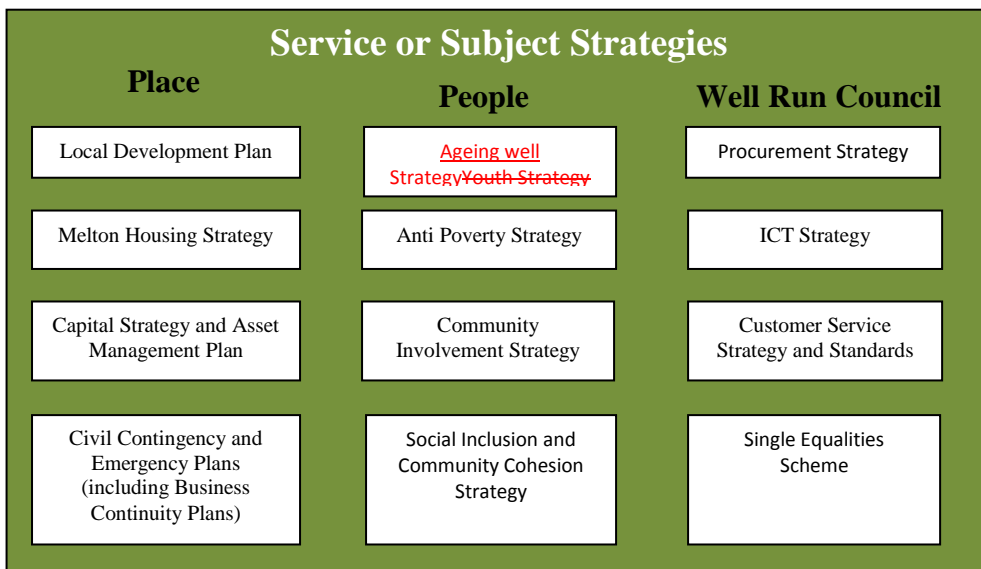 Service or Subject Strategies
Place
People
Well Run Council
Local Development Plan
Ageing well
StrategyYouth Strategy
Procurement Strategy
Melton Housing Strategy
Anti Poverty Strategy
ICT Strategy
Capital Strategy and Asset
Management Plan
Community
Involvement Strategy
Customer Service
Strategy and Standards
Civil Contingency and
Emergency Plans
(including Business
Continuity Plans)
Social Inclusion and
Community Cohesion
Strategy
Single Equalities
Scheme